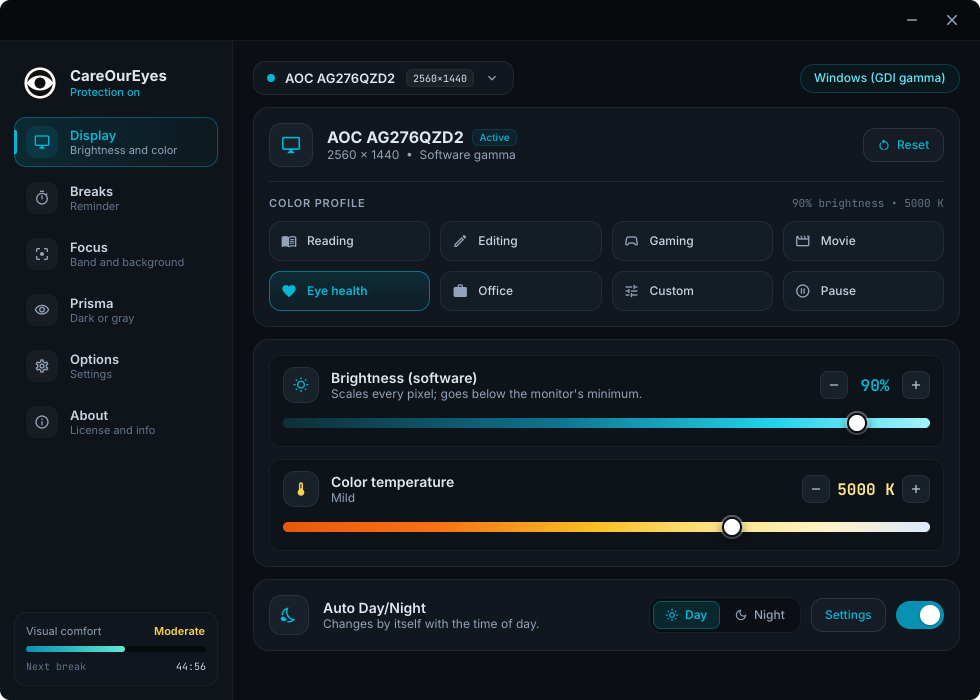 CareOurEyes
Protection on
Display
Brightness and color
Breaks
Reminder
Focus
Band and background
Prisma
Dark or gray
Options
Settings
About
License and info
Visual comfort Moderate
Next break 44:56
AOC AG276QZD2 2560×1440
Windows (GDI gamma)
AOC AG276QZD2 Active
2560 × 1440 • Software gamma
Reset
COLOR PROFILE 90% brightness • 5000 K
Reading Editing Gaming Movie
Eye health Office Custom Pause
Brightness (software)
Scales every pixel; goes below the monitor's minimum.
− 90% +
Color temperature
Mild
− 5000 K +
Auto Day/Night
Changes by itself with the time of day.
Day Night Settings